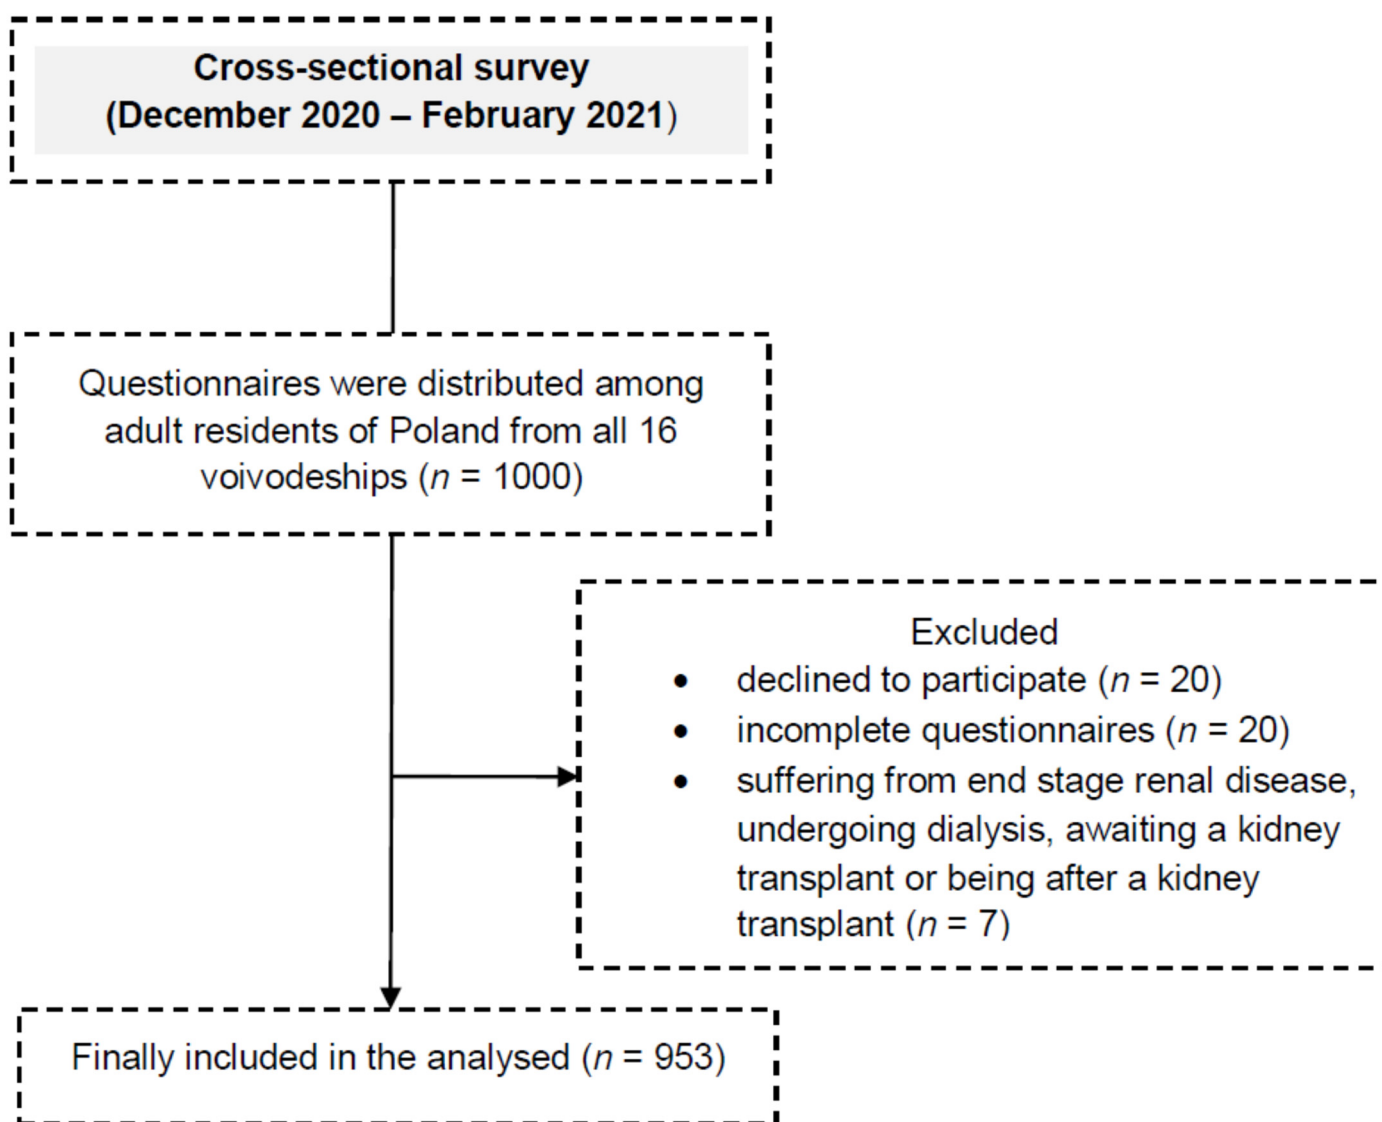 Cross-sectional survey
(December 2020 – February 2021)
Questionnaires were distributed among
adult residents of Poland from all 16
voivodeships (n = 1000)
Excluded
• declined to participate (n = 20)
• incomplete questionnaires (n = 20)
• suffering from end stage renal disease,
undergoing dialysis, awaiting a kidney
transplant or being after a kidney
transplant (n = 7)
Finally included in the analysed (n = 953)